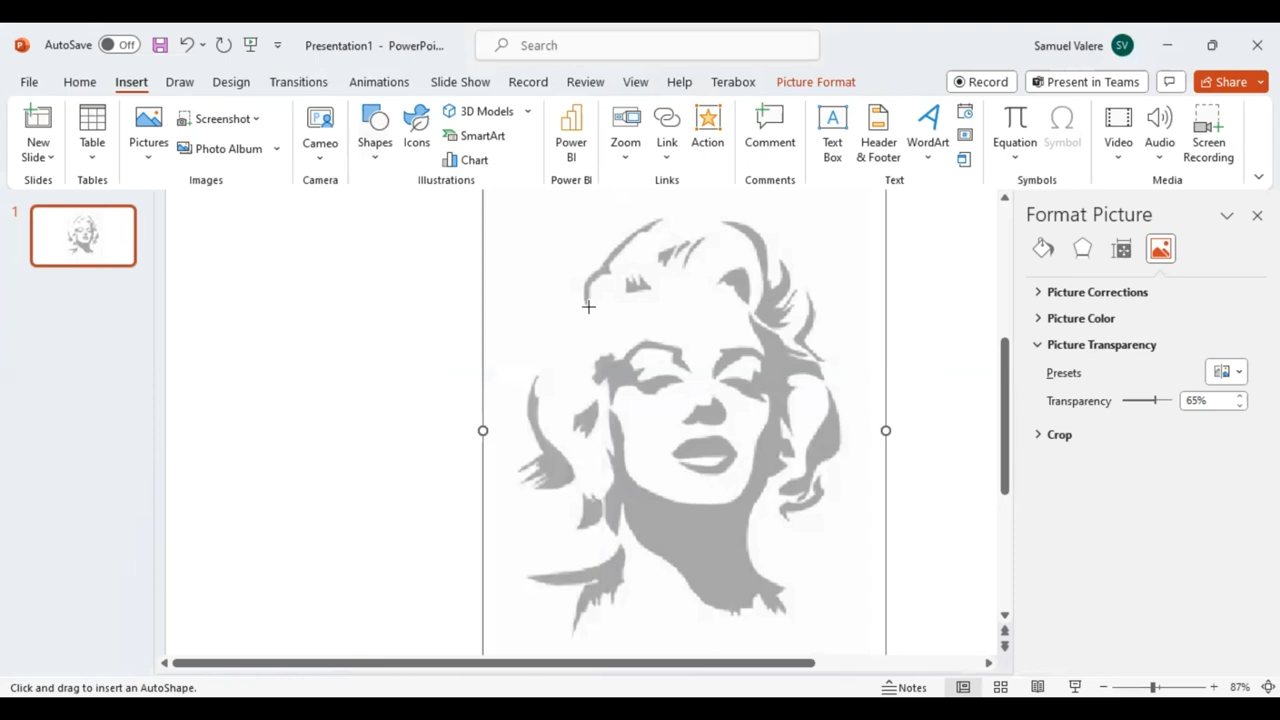 AutoSave Off Presentation1 - PowerPoi... Search Samuel Valere SV
File Home Insert Draw Design Transitions Animations Slide Show Record Review View Help Terabox Picture Format Record Present in Teams Share
New Slide
Table
Pictures
Screenshot
Photo Album
Cameo
Shapes
Icons
3D Models
SmartArt
Chart
Power BI
Zoom
Link
Action
Comment
Text Box
Header & Footer
WordArt
Equation
Symbol
Video
Audio
Screen Recording
Slides Tables Images Camera Illustrations Power BI Links Comments Text Symbols Media
1
Format Picture
Picture Corrections
Picture Color
Picture Transparency
Presets
Transparency 65%
Crop
Click and drag to insert an AutoShape. Notes 87%